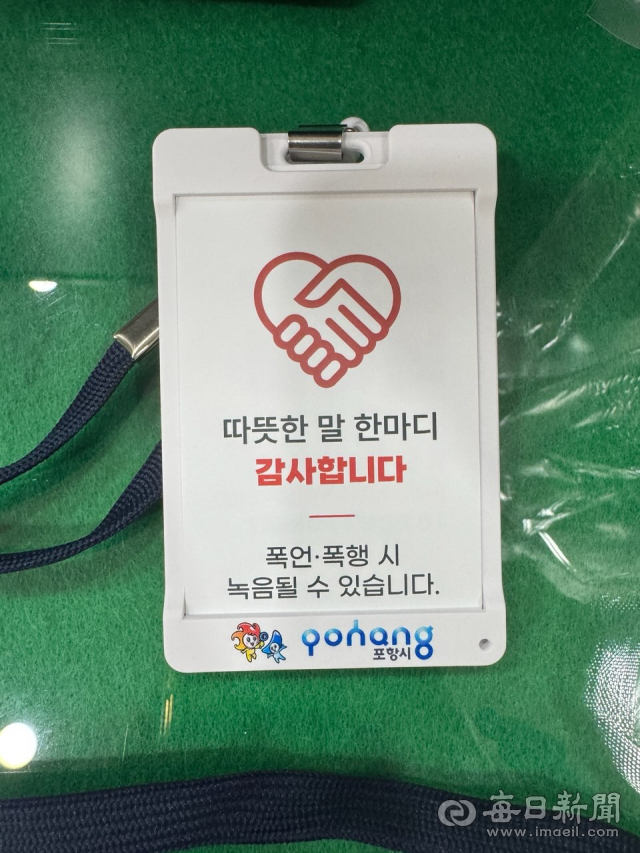 따뜻한 말 한마디
감사합니다
폭언·폭행 시
녹음될 수 있습니다.
pohang
포항시
每日新聞
www.imaeil.com